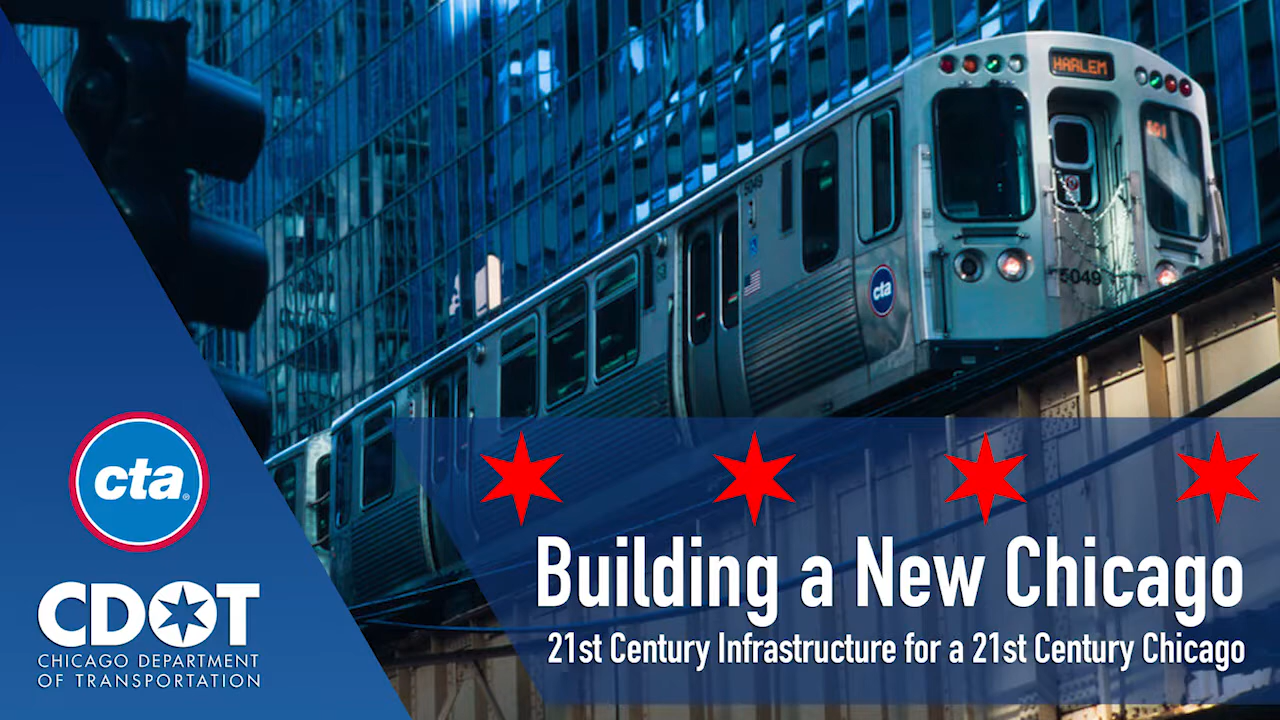 HARLEM
5049
cta
5049
cta
CDOT
CHICAGO DEPARTMENT
OF TRANSPORTATION
Building a New Chicago
21st Century Infrastructure for a 21st Century Chicago